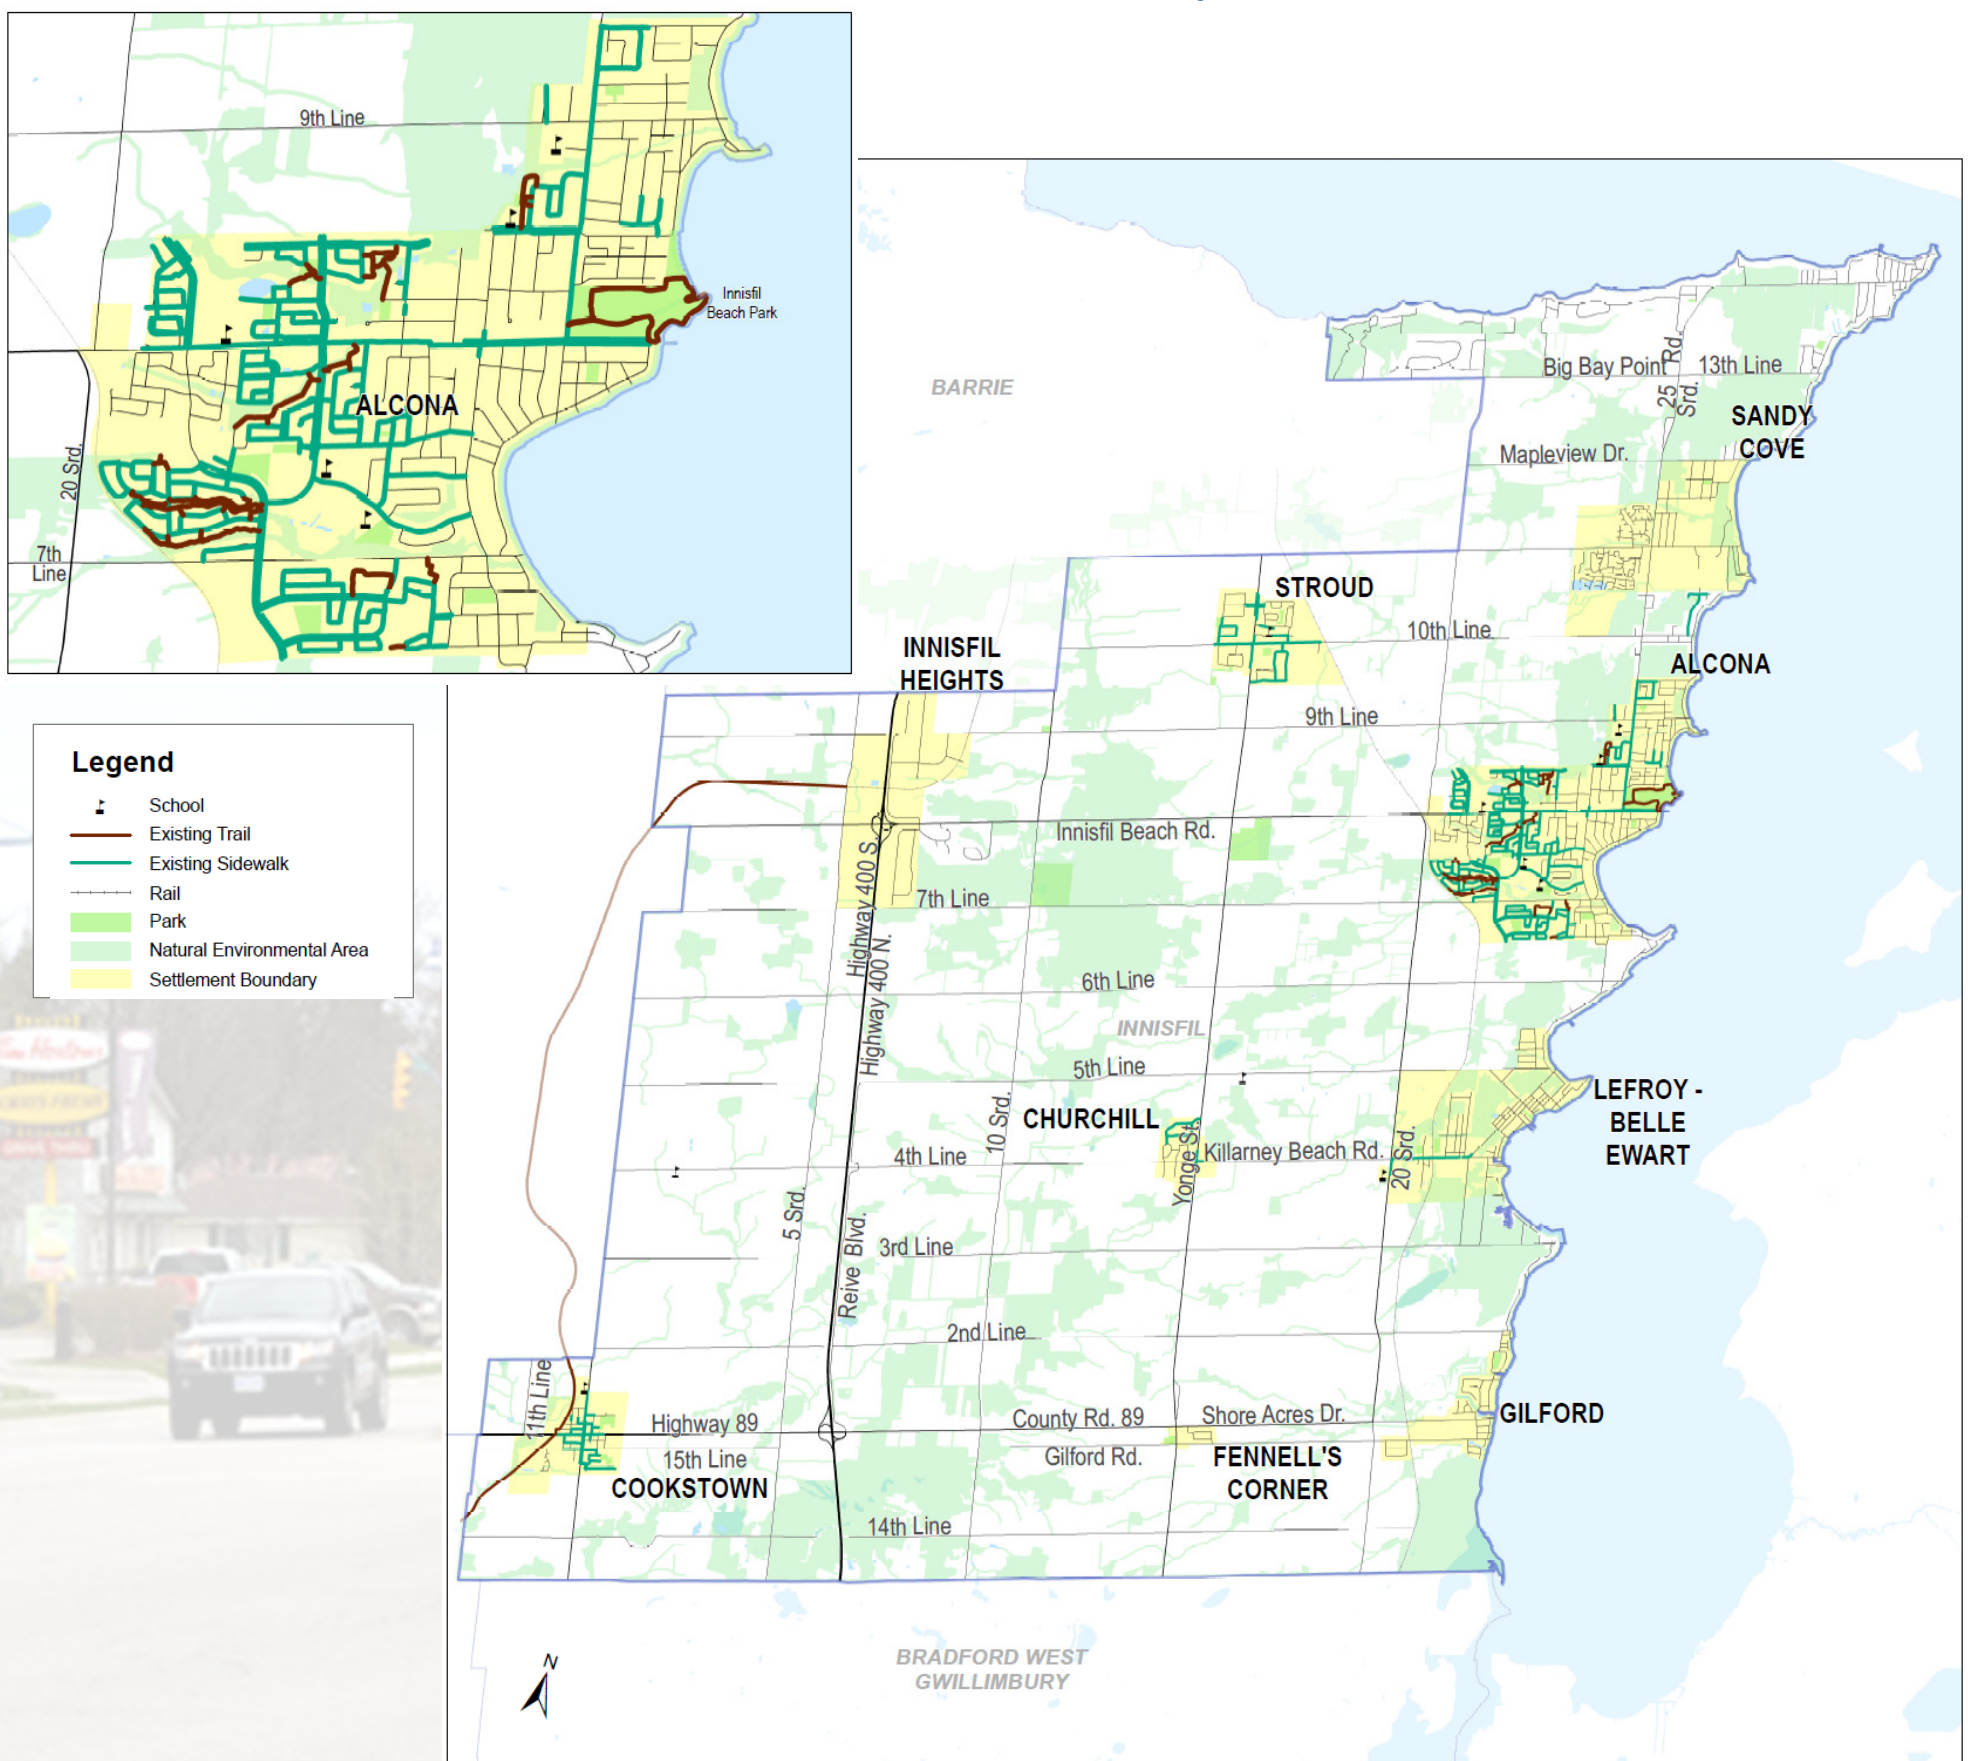 9th Line
Innisfil
Beach Park
ALCONA
20 Srd.
7th
Line
Legend
School
Existing Trail
Existing Sidewalk
Rail
Park
Natural Environmental Area
Settlement Boundary
BARRIE
Big Bay Point Rd.
13th Line
25
Srd.
SANDY
COVE
Mapleview Dr.
STROUD
10th Line
INNISFIL
HEIGHTS
ALCONA
9th Line
Innisfil Beach Rd.
Highway 400 S.
7th Line
Highway 400 N.
6th Line
INNISFIL
5th Line
LEFROY -
BELLE
EWART
CHURCHILL
10 Srd.
Yonge St.
Killarney Beach Rd.
20 Srd.
4th Line
5 Srd.
Reive Blvd.
3rd Line
2nd Line
11th Line
Highway 89
County Rd. 89
Shore Acres Dr.
GILFORD
15th Line
Gilford Rd.
FENNELL'S
CORNER
COOKSTOWN
14th Line
N
BRADFORD WEST
GWILLIMBURY